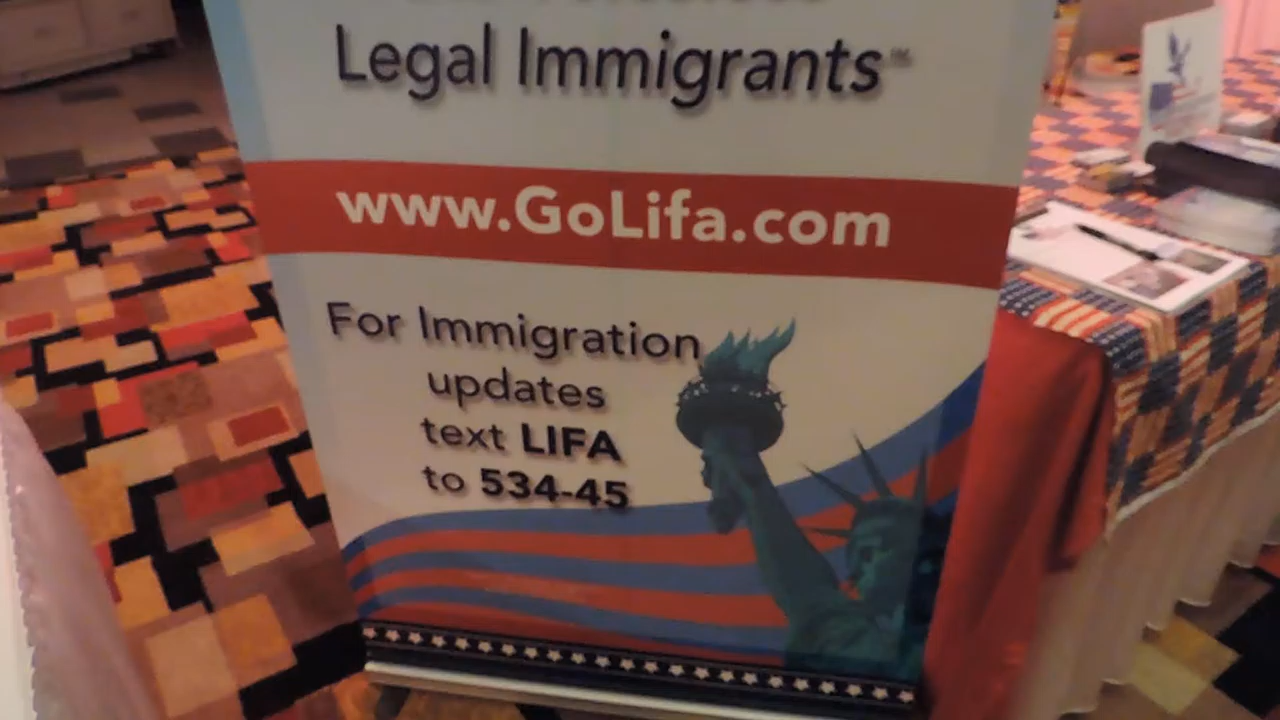 Legal Immigrants™
www.GoLifa.com
For Immigration
updates
text LIFA
to 534-45